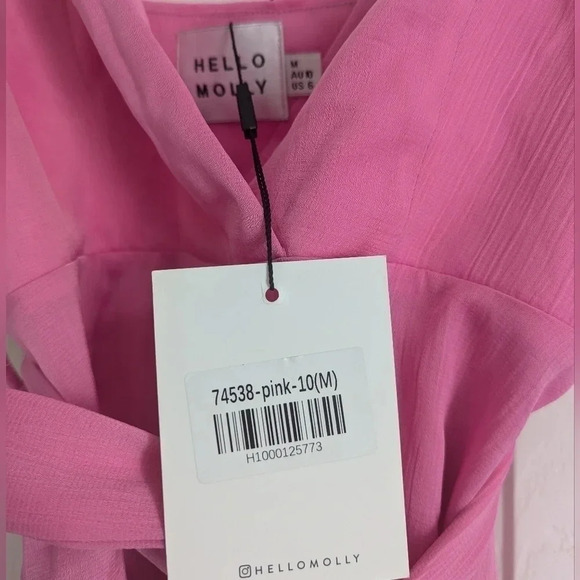 HELLO
MOLLY
M
AU 10
US 6
74538-pink-10(M)
H1000125773
HELLOMOLLY